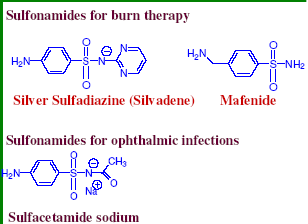 Sulfonamides for burn therapy
O
H2N
S
N
N
N
O
H2N
O
S
NH2
O
Silver Sulfadiazine (Silvadene) Mafenide
Sulfonamides for ophthalmic infections
O
H2N
S
N
CH3
O
O
Na
Sulfacetamide sodium